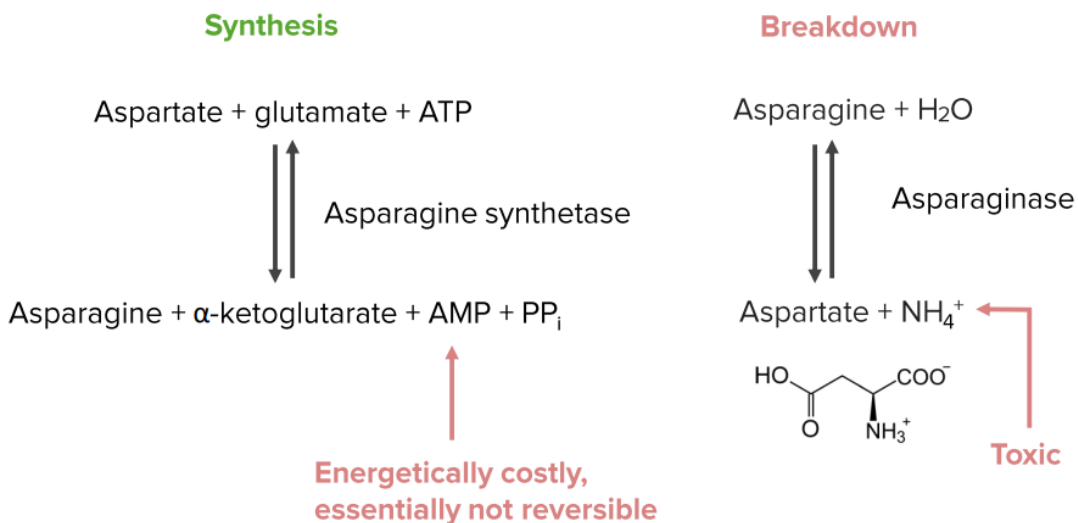 Synthesis
Aspartate + glutamate + ATP
Asparagine synthetase
Asparagine + α-ketoglutarate + AMP + PPᵢ
Energetically costly,
essentially not reversible
Breakdown
Asparagine + H₂O
Asparaginase
Aspartate + NH₄⁺
HO
O
COO⁻
NH₃⁺
Toxic